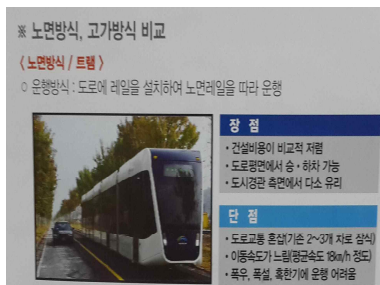 ※ 노면방식, 고가방식 비교
< 노면방식 / 트램 >
○ 운행방식 : 도로에 레일을 설치하여 노면레일을 따라 운행
장 점
• 건설비용이 비교적 저렴
• 도로평면에서 승 • 하차 가능
• 도시경관 측면에서 다소 유리
단 점
• 도로교통 혼잡(기존 2~3개 차로 잠식)
• 이동속도가 느림(평균속도 18km/h 정도)
• 폭우, 폭설, 혹한기에 운행 어려움